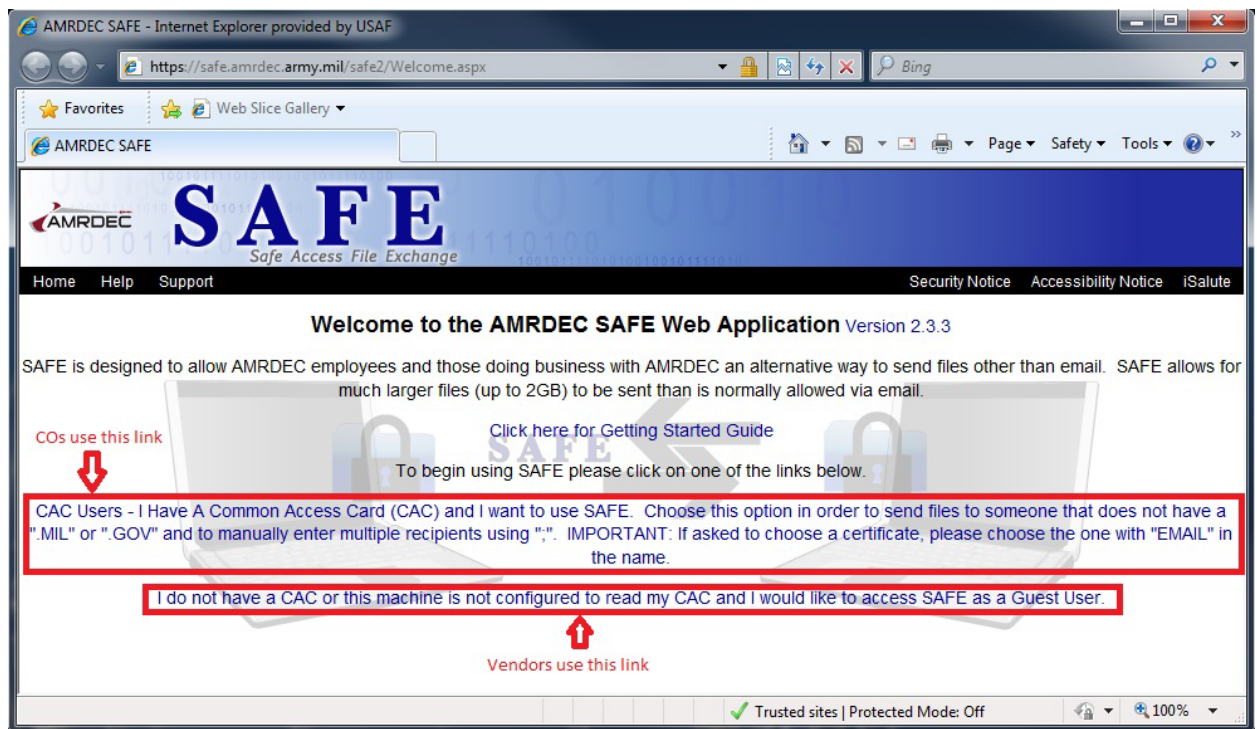 AMRDEC SAFE - Internet Explorer provided by USAF
https://safe.amrdec.army.mil/safe2/Welcome.aspx
Bing
Favorites
Web Slice Gallery
AMRDEC SAFE
Page
Safety
Tools
AMRDEC
SAFE
Safe Access File Exchange
Home Help Support
Security Notice Accessibility Notice iSalute
Welcome to the AMRDEC SAFE Web Application Version 2.3.3
SAFE is designed to allow AMRDEC employees and those doing business with AMRDEC an alternative way to send files other than email. SAFE allows for
much larger files (up to 2GB) to be sent than is normally allowed via email.
COs use this link
Click here for Getting Started Guide
SAFE
To begin using SAFE please click on one of the links below.
CAC Users - I Have A Common Access Card (CAC) and I want to use SAFE. Choose this option in order to send files to someone that does not have a
".MIL" or ".GOV" and to manually enter multiple recipients using ";". IMPORTANT: If asked to choose a certificate, please choose the one with "EMAIL" in
the name.
I do not have a CAC or this machine is not configured to read my CAC and I would like to access SAFE as a Guest User.
Vendors use this link
Trusted sites | Protected Mode: Off
100%